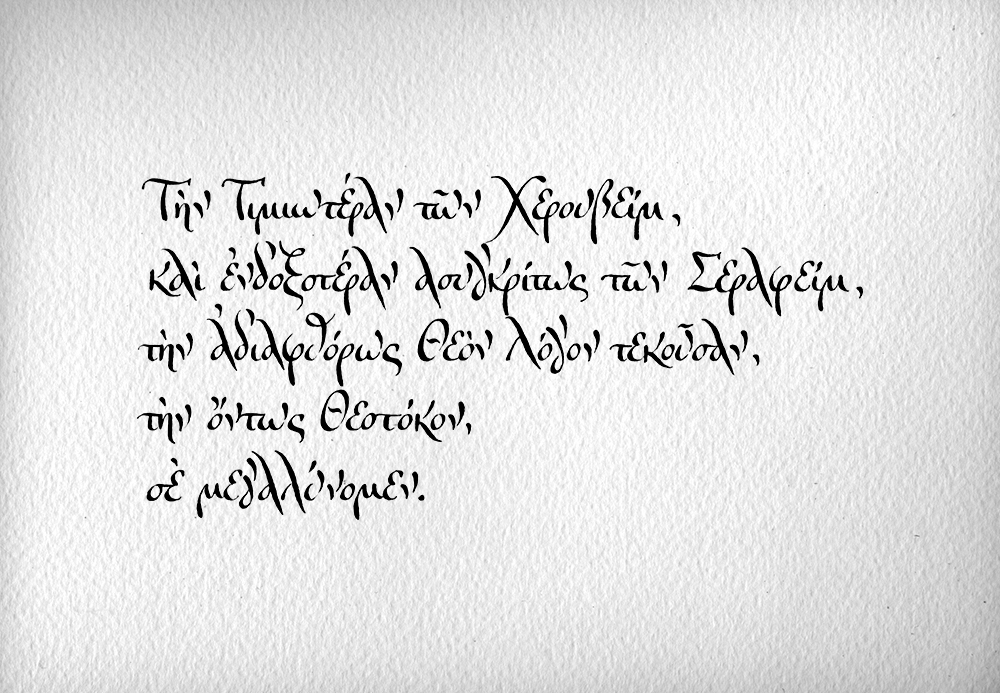 Τὴν Τιμιωτέραν τῶν Χερουβείμ,
καὶ ἐνδοξοτέραν ἀσυγκρίτως τῶν Σεραφείμ,
τὴν ἀδιαφθόρως Θεὸν Λόγον τεκοῦσαν,
τὴν ὄντως Θεοτόκον,
σὲ μεγαλύνομεν.